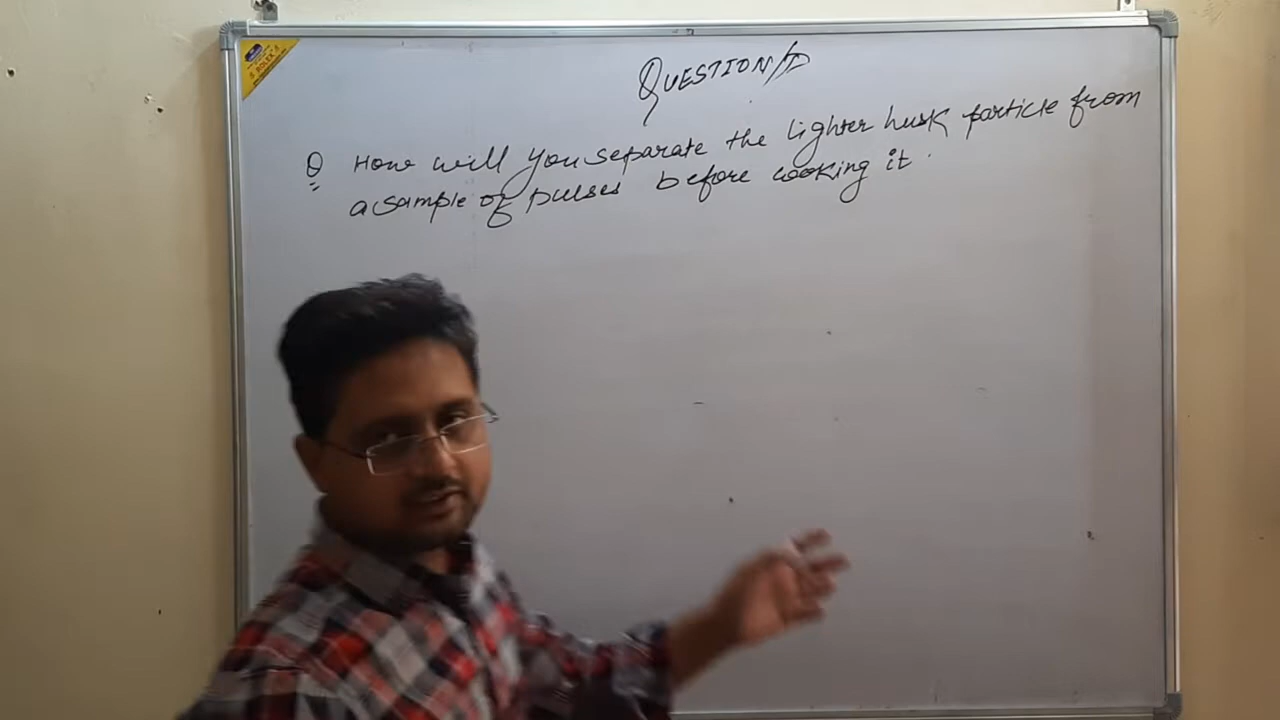 QUESTION
Q How will you separate the lighter husk particle from
a sample of pulses before cooking it